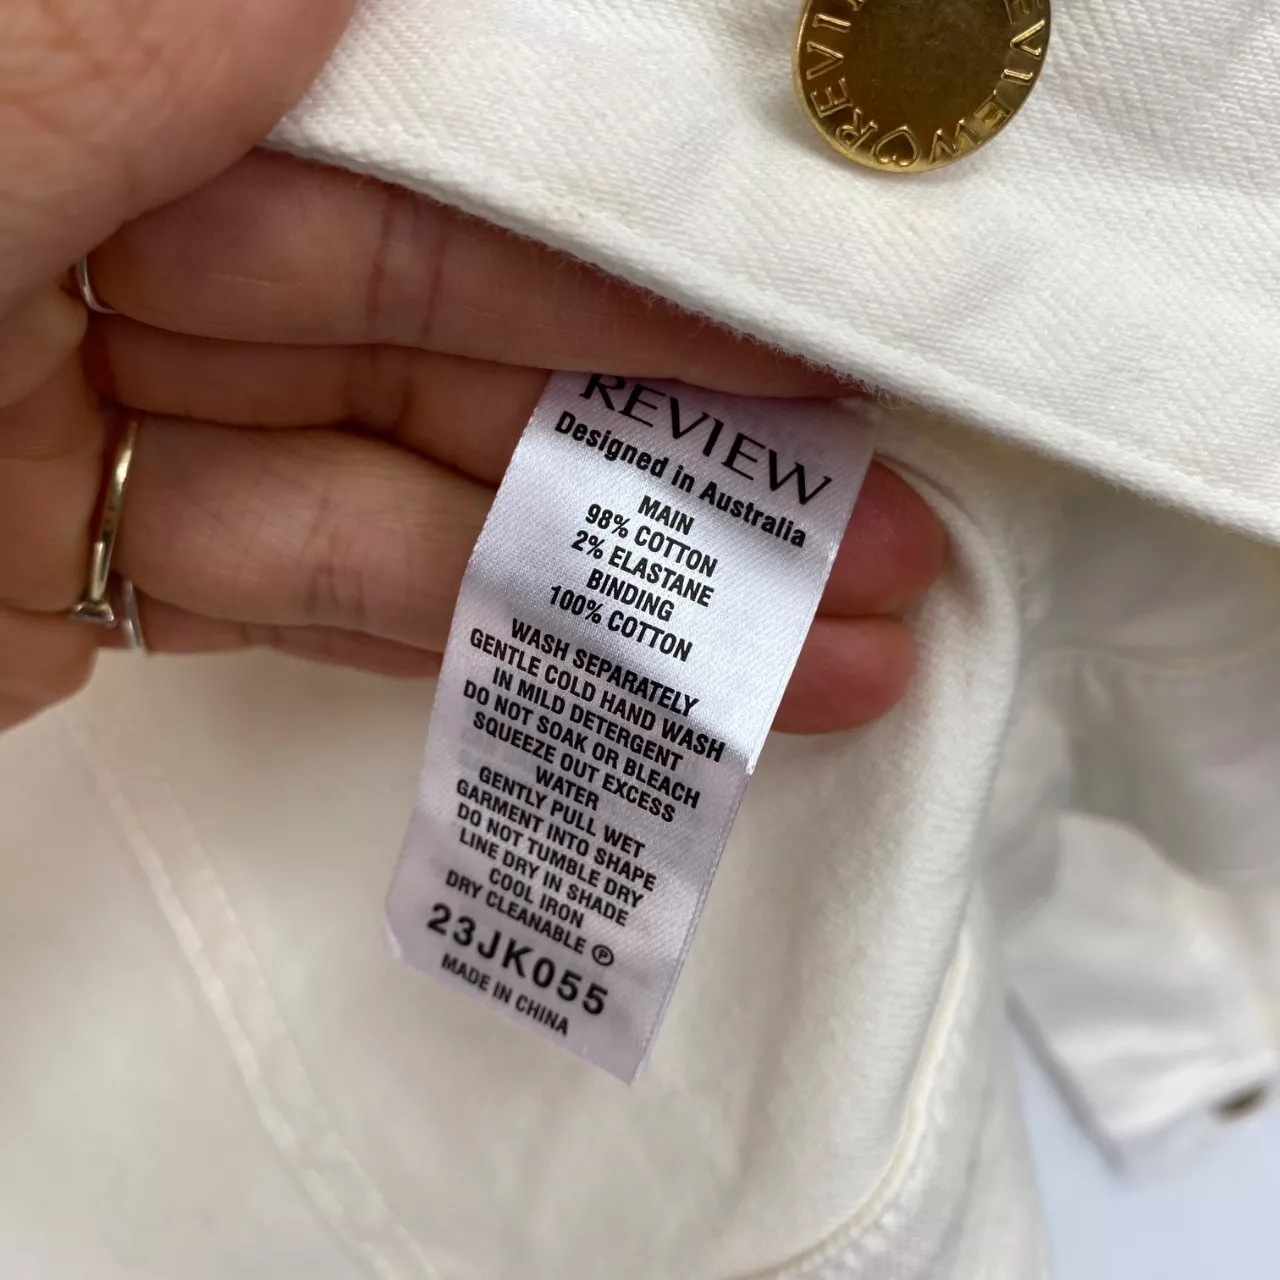 REVIEW♡REVIEW
REVIEW
Designed in Australia
MAIN
98% COTTON
2% ELASTANE
BINDING
100% COTTON
WASH SEPARATELY
GENTLE COLD HAND WASH
IN MILD DETERGENT
DO NOT SOAK OR BLEACH
SQUEEZE OUT EXCESS
WATER
GENTLY PULL WET
GARMENT INTO SHAPE
DO NOT TUMBLE DRY
LINE DRY IN SHADE
COOL IRON
DRY CLEANABLE Ⓟ
23JK055
MADE IN CHINA